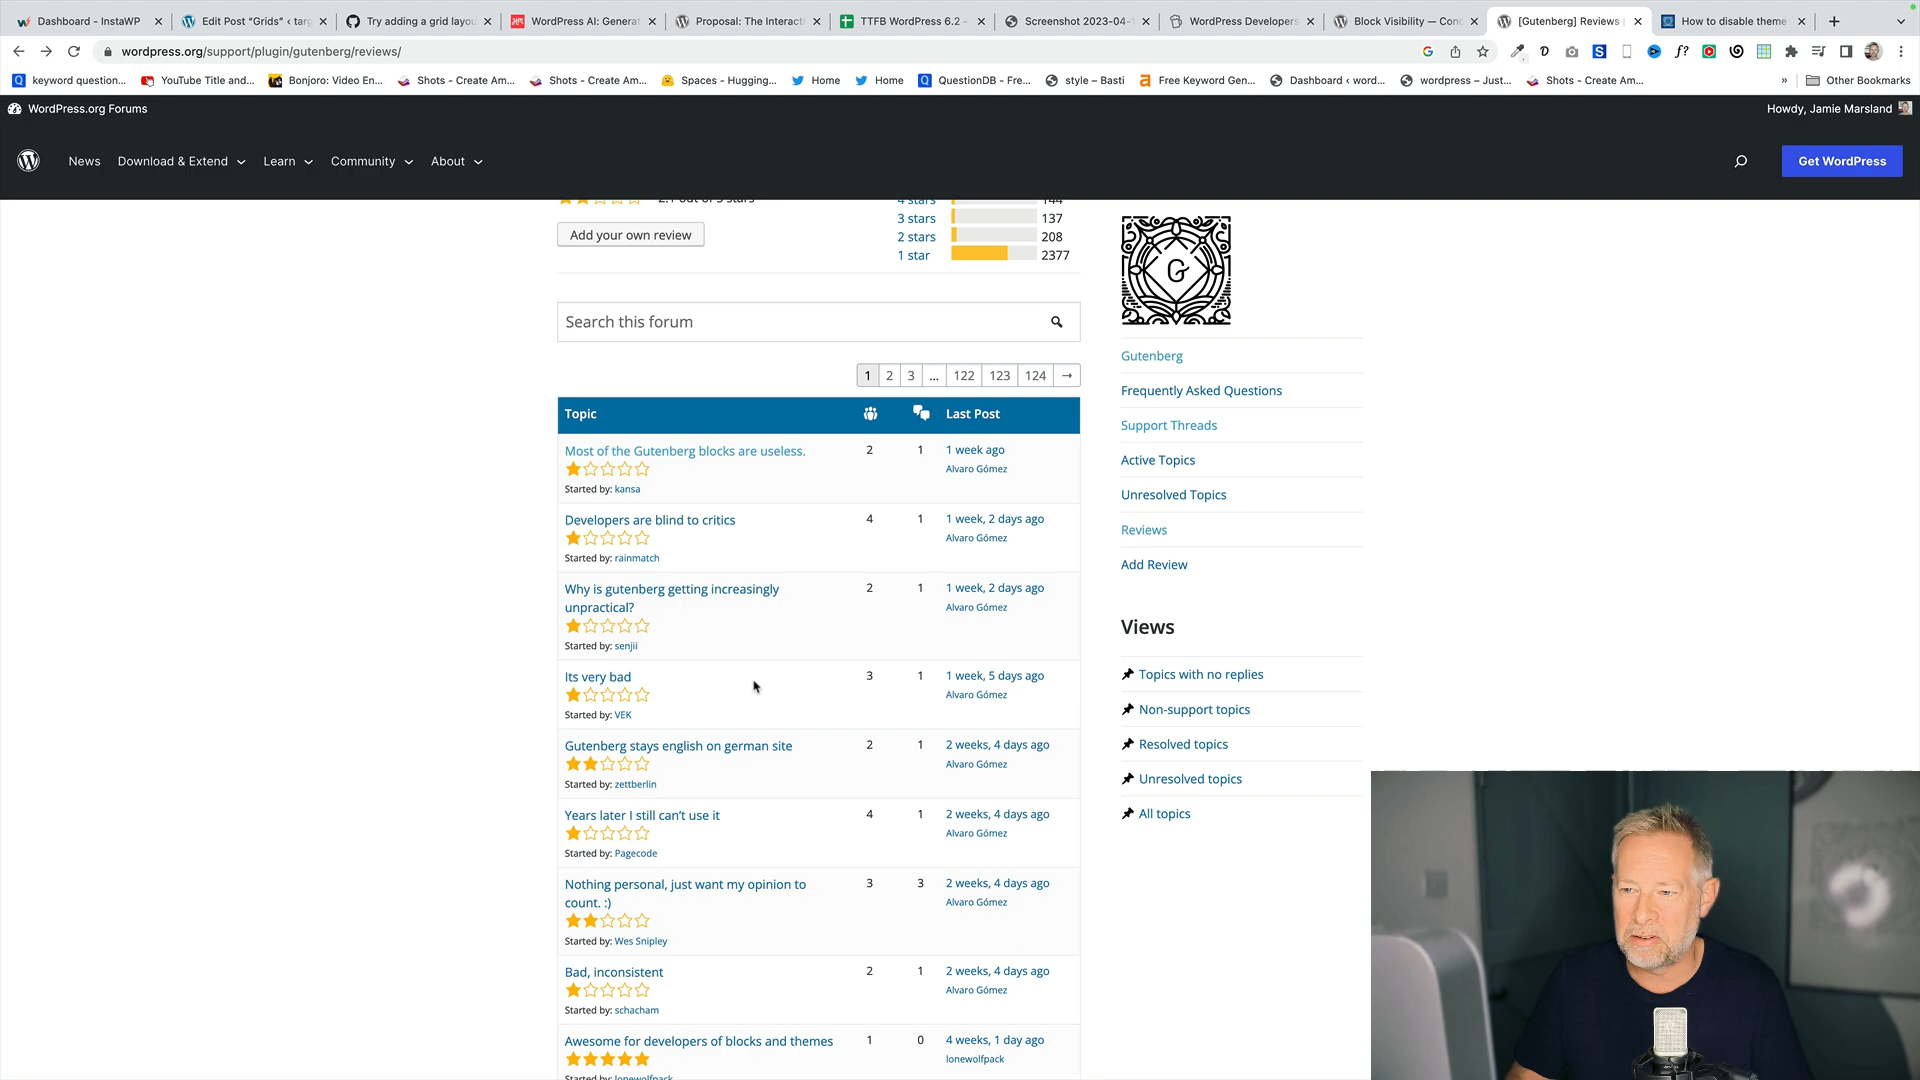 Dashboard - InstaWP
Edit Post “Grids” ‹ targ
Try adding a grid layou
WordPress AI: Generat
Proposal: The Interacti
TTFB WordPress 6.2 -
Screenshot 2023-04-
WordPress Developers
Block Visibility — Con
[Gutenberg] Reviews
How to disable theme
wordpress.org/support/plugin/gutenberg/reviews/
keyword question...
YouTube Title and...
Bonjoro: Video En...
Shots - Create Am...
Shots - Create Am...
Spaces - Hugging...
Home
Home
QuestionDB - Fre...
style – Basti
Free Keyword Gen...
Dashboard ‹ word...
wordpress – Just...
Shots - Create Am...
»
Other Bookmarks
WordPress.org Forums
Howdy, Jamie Marsland
News
Download & Extend
Learn
Community
About
Get WordPress
2.1 out of 5 stars
4 stars 144
3 stars 137
2 stars 208
1 star 2377
Add your own review
Search this forum
1 2 3 ... 122 123 124 →
Topic
Last Post
Most of the Gutenberg blocks are useless. 2 1 1 week ago
Alvaro Gómez
Started by: kansa
Developers are blind to critics 4 1 1 week, 2 days ago
Alvaro Gómez
Started by: rainmatch
Why is gutenberg getting increasingly 2 1 1 week, 2 days ago
unpractical? Alvaro Gómez
Started by: senjii
Its very bad 3 1 1 week, 5 days ago
Alvaro Gómez
Started by: VEK
Gutenberg stays english on german site 2 1 2 weeks, 4 days ago
Alvaro Gómez
Started by: zettberlin
Years later I still can’t use it 4 1 2 weeks, 4 days ago
Alvaro Gómez
Started by: Pagecode
Nothing personal, just want my opinion to 3 3 2 weeks, 4 days ago
count. :) Alvaro Gómez
Started by: Wes Snipley
Bad, inconsistent 2 1 2 weeks, 4 days ago
Alvaro Gómez
Started by: schacham
Awesome for developers of blocks and themes 1 0 4 weeks, 1 day ago
lonewolfpack
Started by: lonewolfpack
G
Gutenberg
Frequently Asked Questions
Support Threads
Active Topics
Unresolved Topics
Reviews
Add Review
Views
Topics with no replies
Non-support topics
Resolved topics
Unresolved topics
All topics